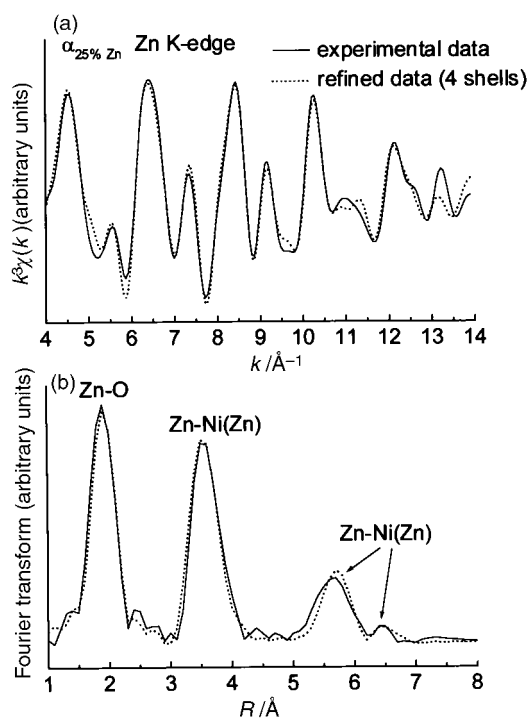 (a)
α25% Zn Zn K-edge
experimental data
refined data (4 shells)
k³χ(k) (arbitrary units)
4 5 6 7 8 9 10 11 12 13 14
k /Å⁻¹
(b)
Zn-O
Zn-Ni(Zn)
Zn-Ni(Zn)
Fourier transform (arbitrary units)
1 2 3 4 5 6 7 8
R /Å